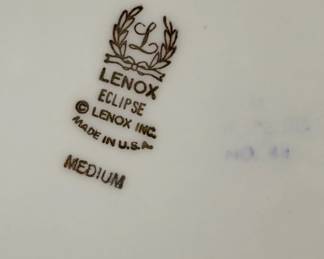 L
LENOX
ECLIPSE
© LENOX INC.
MADE IN U.S.A.
MEDIUM